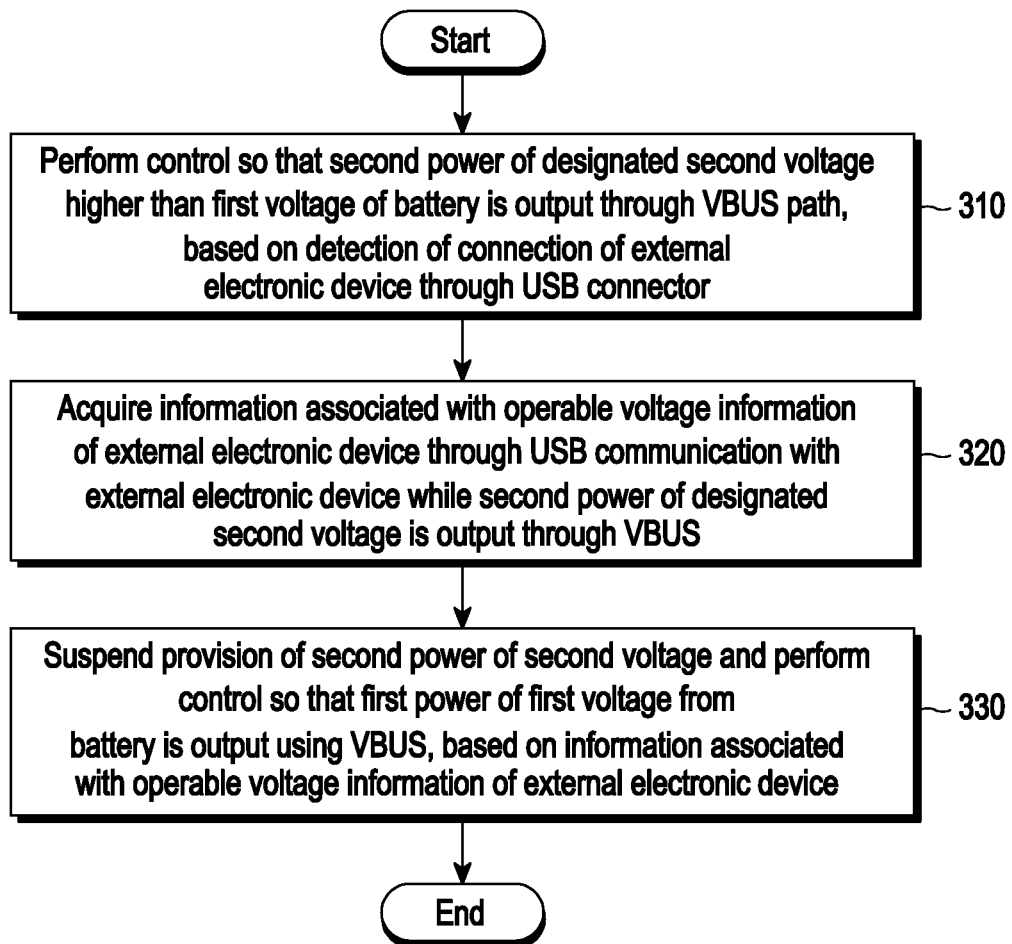 Start
Perform control so that second power of designated second voltage
higher than first voltage of battery is output through VBUS path,
based on detection of connection of external
electronic device through USB connector
310
Acquire information associated with operable voltage information
of external electronic device through USB communication with
external electronic device while second power of designated
second voltage is output through VBUS
320
Suspend provision of second power of second voltage and perform
control so that first power of first voltage from
battery is output using VBUS, based on information associated
with operable voltage information of external electronic device
330
End